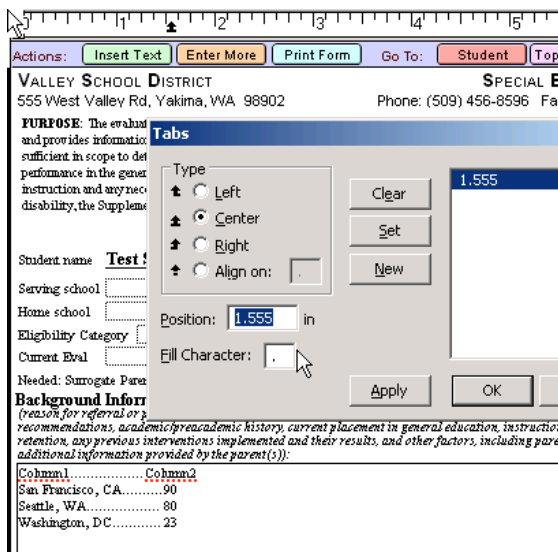 1 2 3 4 5
Actions: Insert Text Enter More Print Form Go To: Student Top
VALLEY SCHOOL DISTRICT SPECIAL E
555 West Valley Rd, Yakima, WA 98902 Phone: (509) 456-8596 Fa
PURPOSE: The evaluat
and provides informatio
sufficient in scope to det
performance in the gener
instruction and any nec
disability, the Suppleme
Tabs
Type
Left
Center
Right
Align on: .
Clear
Set
New
1.555
Position: 1.555 in
Fill Character: .
Apply OK
Student name Test S
Serving school
Home school
Eligibility Category
Current Eval
Needed: Surrogate Paren
Background Inform
(reason for referral or p
recommendations, academic/preacademic history, current placement in general education, instructio
retention, any previous interventions implemented and their results, and other factors, including pare
additional information provided by the parent(s)):
Column1..................Column2
San Francisco, CA..........90
Seattle, WA................ 80
Washington, DC............ 23